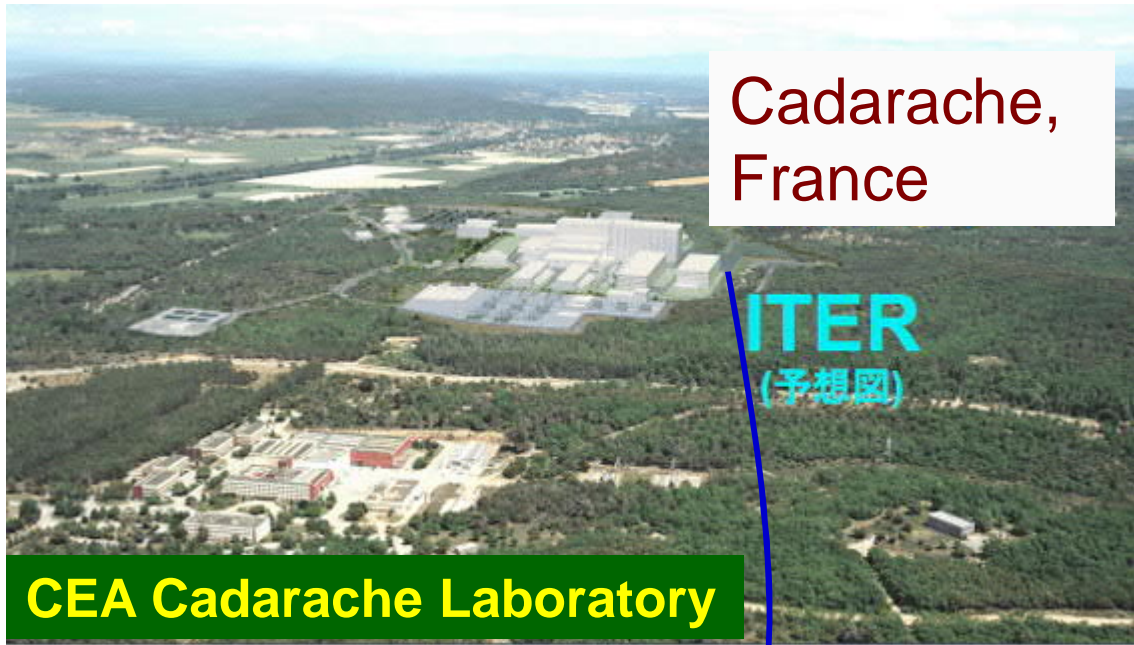 Cadarache,
France
ITER
(予想図)
CEA Cadarache Laboratory